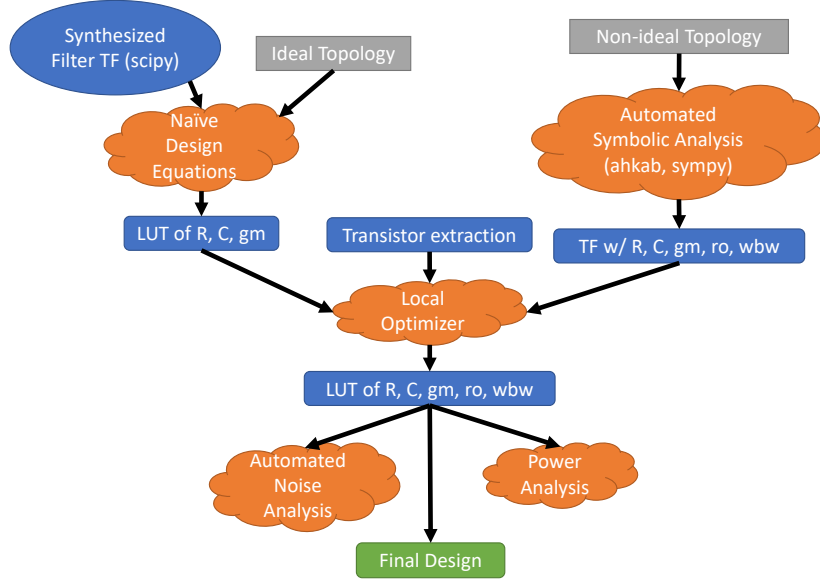 Synthesized
Filter TF (scipy)
Ideal Topology
Non-ideal Topology
Naïve
Design
Equations
Automated
Symbolic Analysis
(ahkab, sympy)
LUT of R, C, gm
Transistor extraction
TF w/ R, C, gm, ro, wbw
Local
Optimizer
LUT of R, C, gm, ro, wbw
Automated
Noise
Analysis
Power
Analysis
Final Design